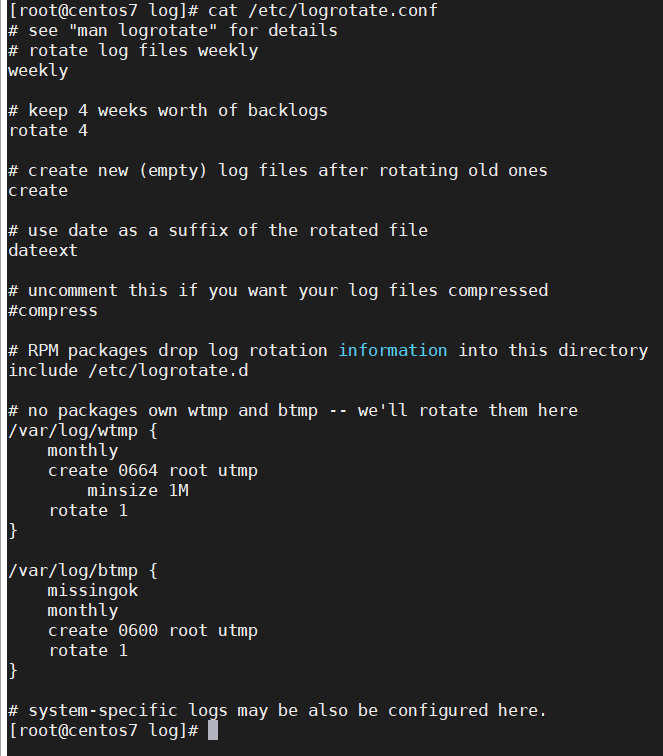 [root@centos7 log]# cat /etc/logrotate.conf
# see "man logrotate" for details
# rotate log files weekly
weekly

# keep 4 weeks worth of backlogs
rotate 4

# create new (empty) log files after rotating old ones
create

# use date as a suffix of the rotated file
dateext

# uncomment this if you want your log files compressed
#compress

# RPM packages drop log rotation information into this directory
include /etc/logrotate.d

# no packages own wtmp and btmp -- we'll rotate them here
/var/log/wtmp {
    monthly
    create 0664 root utmp
        minsize 1M
    rotate 1
}

/var/log/btmp {
    missingok
    monthly
    create 0600 root utmp
    rotate 1
}

# system-specific logs may be also be configured here.
[root@centos7 log]#